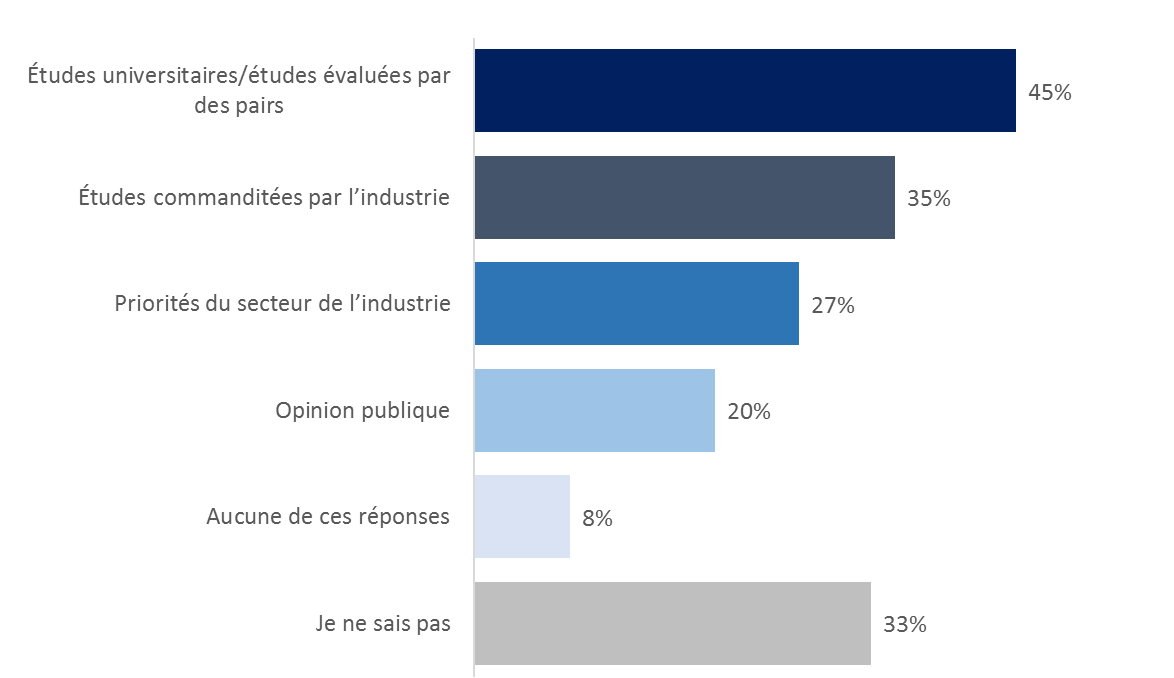 Études universitaires/études évaluées par
des pairs
45%
Études commanditées par l’industrie
35%
Priorités du secteur de l’industrie
27%
Opinion publique
20%
Aucune de ces réponses
8%
Je ne sais pas
33%